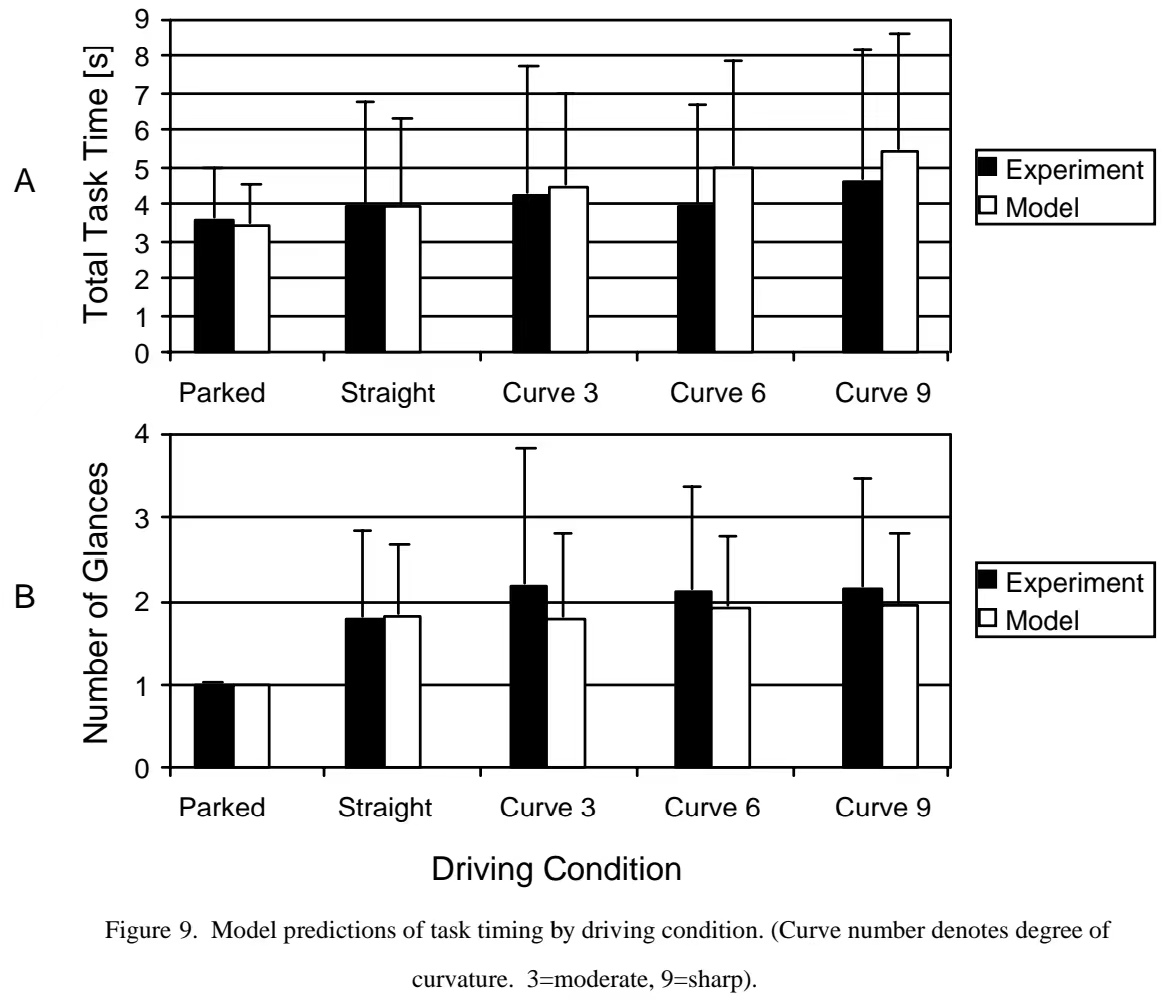 9
8
7
6
5
4
3
2
1
0
Total Task Time [s]
A
Experiment
Model
Parked Straight Curve 3 Curve 6 Curve 9
4
3
2
1
0
Number of Glances
B
Experiment
Model
Parked Straight Curve 3 Curve 6 Curve 9
Driving Condition
Figure 9. Model predictions of task timing by driving condition. (Curve number denotes degree of
curvature. 3=moderate, 9=sharp).